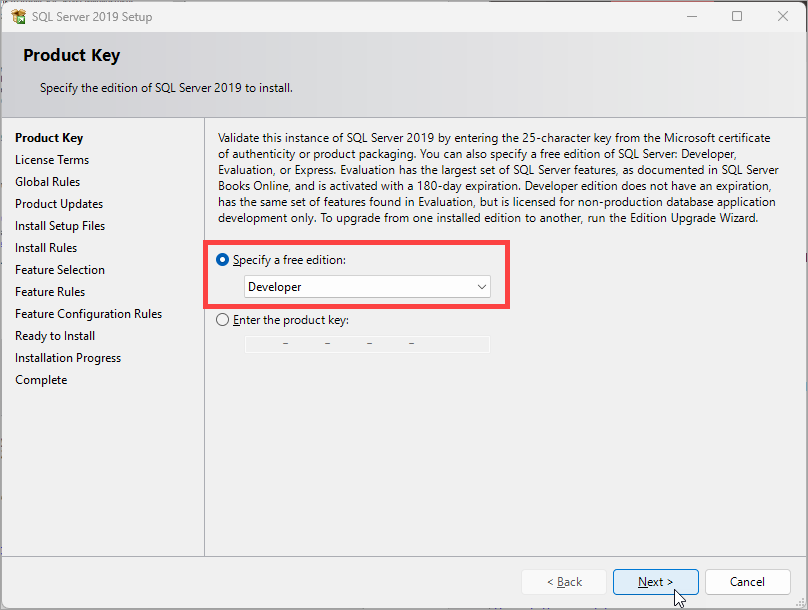 SQL Server 2019 Setup
Product Key
Specify the edition of SQL Server 2019 to install.
Product Key
License Terms
Global Rules
Product Updates
Install Setup Files
Install Rules
Feature Selection
Feature Rules
Feature Configuration Rules
Ready to Install
Installation Progress
Complete
Validate this instance of SQL Server 2019 by entering the 25-character key from the Microsoft certificate
of authenticity or product packaging. You can also specify a free edition of SQL Server: Developer,
Evaluation, or Express. Evaluation has the largest set of SQL Server features, as documented in SQL Server
Books Online, and is activated with a 180-day expiration. Developer edition does not have an expiration,
has the same set of features found in Evaluation, but is licensed for non-production database application
development only. To upgrade from one installed edition to another, run the Edition Upgrade Wizard.
Specify a free edition:
Developer
Enter the product key:
- - - -
< Back
Next >
Cancel